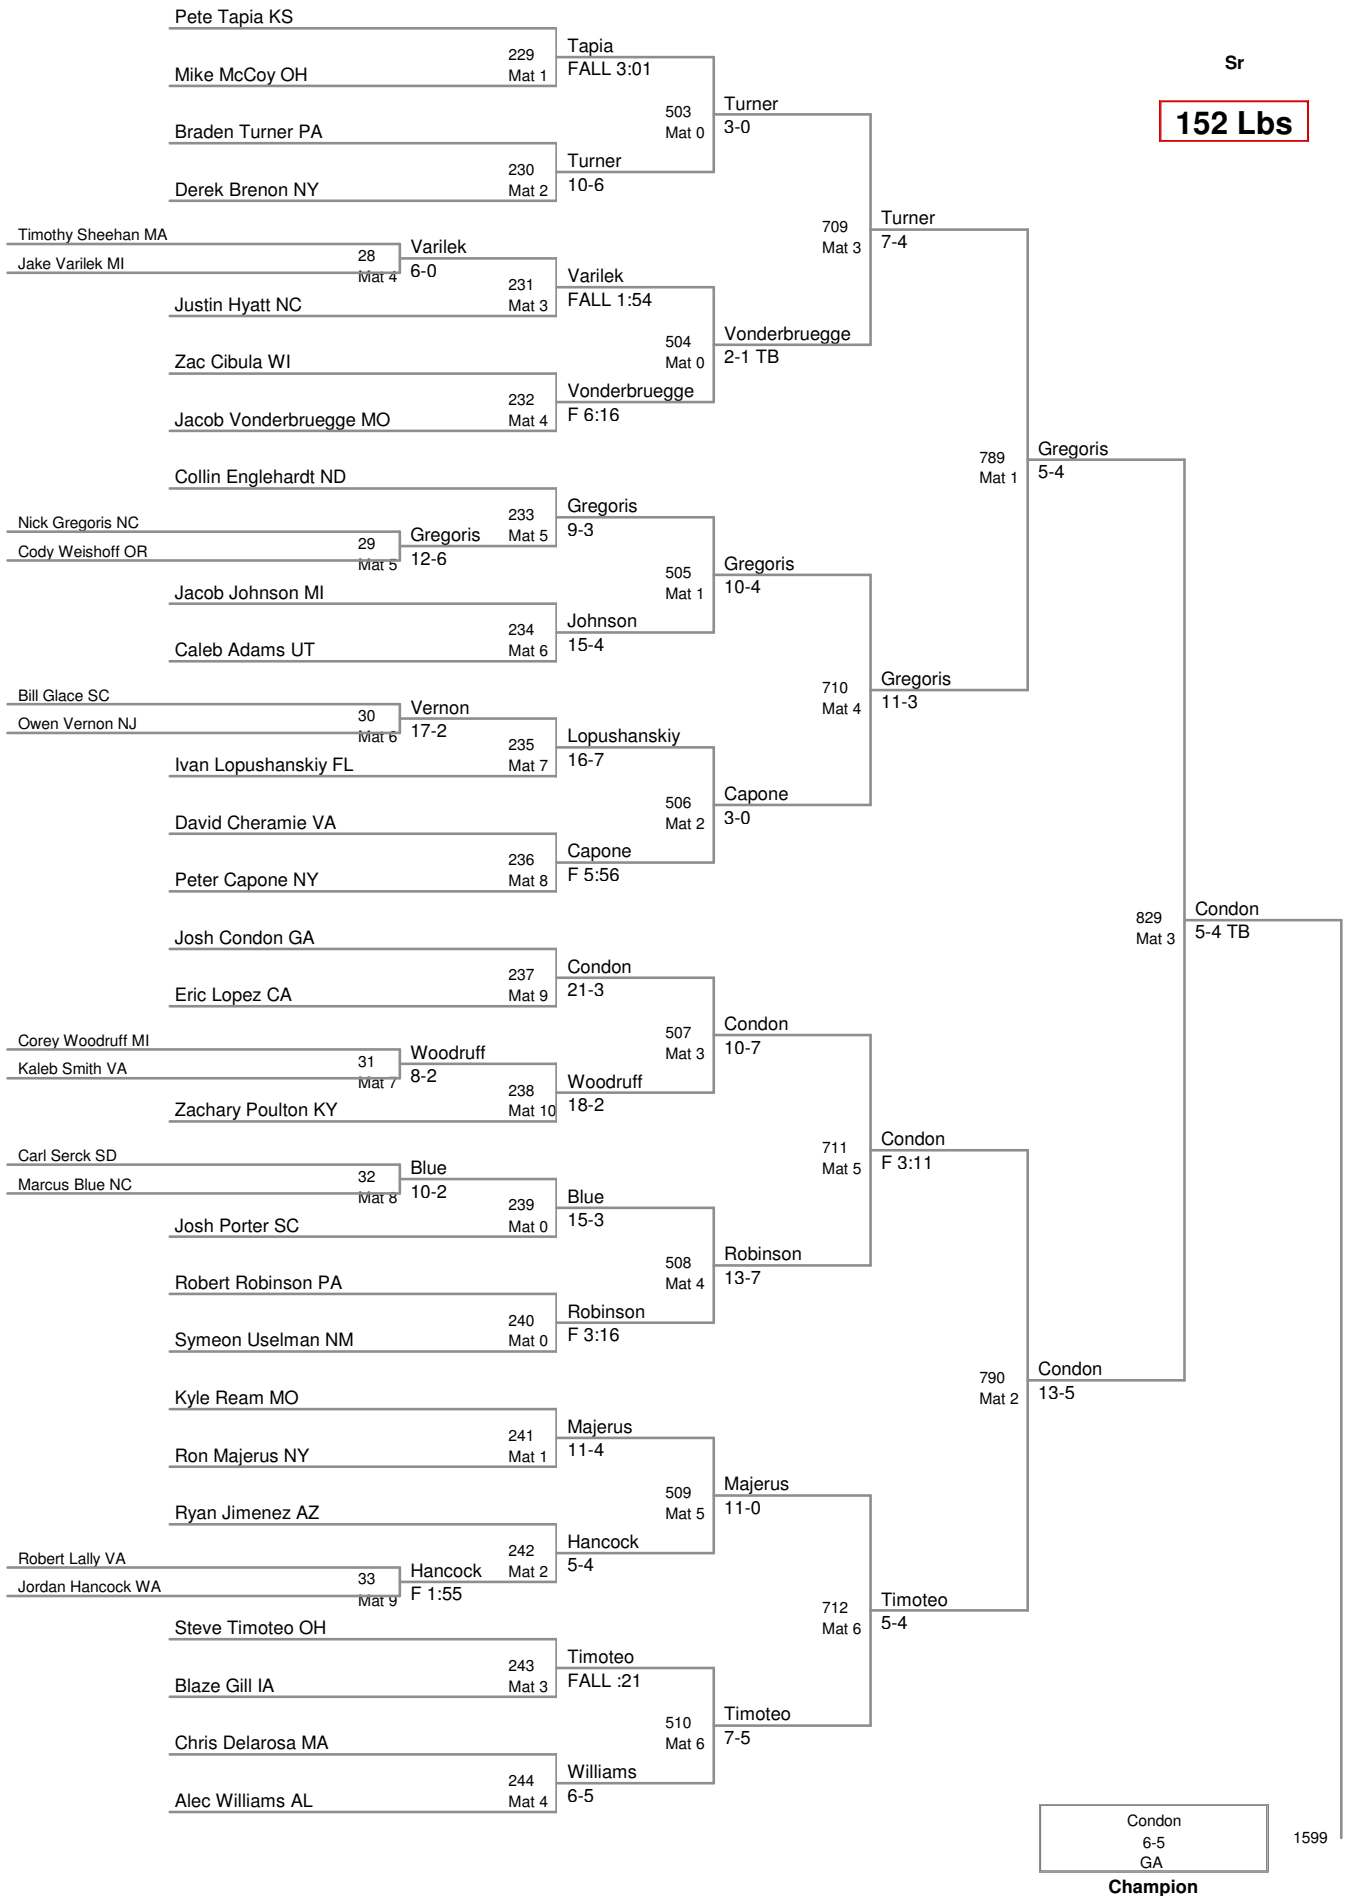 Pete Tapia KS
229
Mat 1
Mike McCoy OH
Tapia
FALL 3:01
Sr
152 Lbs
503
Mat 0
Turner
3-0
Braden Turner PA
230
Mat 2
Derek Brenon NY
Turner
10-6
709
Mat 3
Turner
7-4
Timothy Sheehan MA
Jake Varilek MI
28
Mat 4
Varilek
6-0
231
Mat 3
Justin Hyatt NC
Varilek
FALL 1:54
504
Mat 0
Vonderbruegge
2-1 TB
Zac Cibula WI
232
Mat 4
Jacob Vonderbruegge MO
Vonderbruegge
F 6:16
789
Mat 1
Gregoris
5-4
Collin Englehardt ND
233
Mat 5
Gregoris
9-3
Nick Gregoris NC
Cody Weishoff OR
29
Mat 5
Gregoris
12-6
505
Mat 1
Gregoris
10-4
Jacob Johnson MI
234
Mat 6
Caleb Adams UT
Johnson
15-4
710
Mat 4
Gregoris
11-3
Bill Glace SC
Owen Vernon NJ
30
Mat 6
Vernon
17-2
235
Mat 7
Ivan Lopushanskiy FL
Lopushanskiy
16-7
506
Mat 2
Capone
3-0
David Cheramie VA
236
Mat 8
Peter Capone NY
Capone
F 5:56
829
Mat 3
Condon
5-4 TB
Josh Condon GA
237
Mat 9
Eric Lopez CA
Condon
21-3
507
Mat 3
Condon
10-7
Corey Woodruff MI
Kaleb Smith VA
31
Mat 7
Woodruff
8-2
238
Mat 10
Zachary Poulton KY
Woodruff
18-2
711
Mat 5
Condon
F 3:11
Carl Serck SD
Marcus Blue NC
32
Mat 8
Blue
10-2
239
Mat 0
Josh Porter SC
Blue
15-3
508
Mat 4
Robinson
13-7
Robert Robinson PA
240
Mat 0
Symeon Uselman NM
Robinson
F 3:16
790
Mat 2
Condon
13-5
Kyle Ream MO
241
Mat 1
Ron Majerus NY
Majerus
11-4
509
Mat 5
Majerus
11-0
Ryan Jimenez AZ
242
Mat 2
Hancock
5-4
Robert Lally VA
Jordan Hancock WA
33
Mat 9
Hancock
F 1:55
712
Mat 6
Timoteo
5-4
Steve Timoteo OH
243
Mat 3
Blaze Gill IA
Timoteo
FALL :21
510
Mat 6
Timoteo
7-5
Chris Delarosa MA
244
Mat 4
Alec Williams AL
Williams
6-5
Condon
6-5
GA
1599
Champion